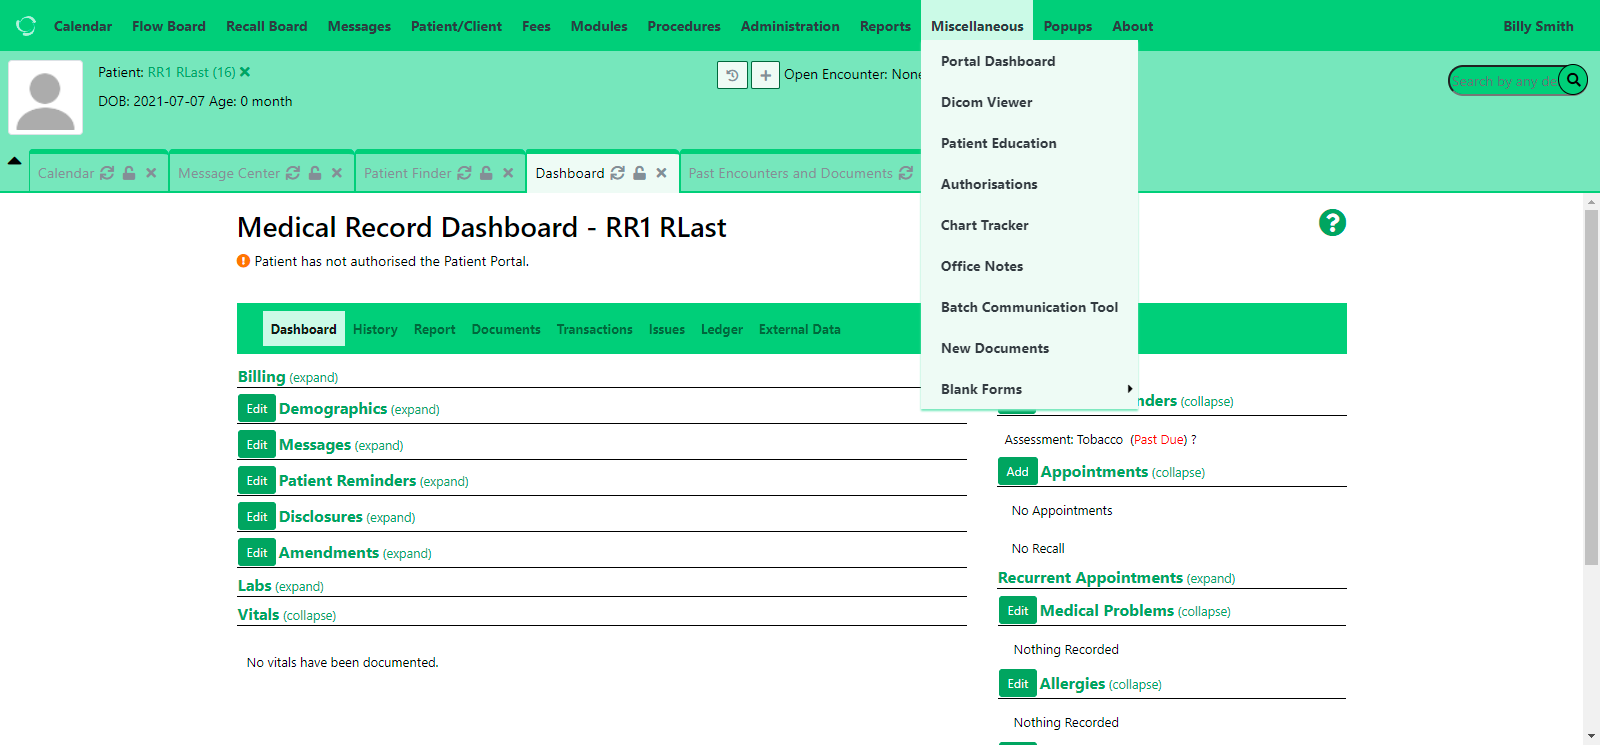 Calendar Flow Board Recall Board Messages Patient/Client Fees Modules Procedures Administration Reports Miscellaneous Popups About Billy Smith
Patient: RR1 RLast (16)
DOB: 2021-07-07 Age: 0 month
Open Encounter: None
Search by any de
Portal Dashboard
Dicom Viewer
Patient Education
Authorisations
Chart Tracker
Office Notes
Batch Communication Tool
New Documents
Blank Forms
Calendar Message Center Patient Finder Dashboard Past Encounters and Documents
Medical Record Dashboard - RR1 RLast
Patient has not authorised the Patient Portal.
Dashboard History Report Documents Transactions Issues Ledger External Data
Billing (expand)
Edit Demographics (expand)
Edit Messages (expand)
Edit Patient Reminders (expand)
Edit Disclosures (expand)
Edit Amendments (expand)
Labs (expand)
Vitals (collapse)
No vitals have been documented.
nders (collapse)
Assessment: Tobacco (Past Due) ?
Add Appointments (collapse)
No Appointments
No Recall
Recurrent Appointments (expand)
Edit Medical Problems (collapse)
Nothing Recorded
Edit Allergies (collapse)
Nothing Recorded